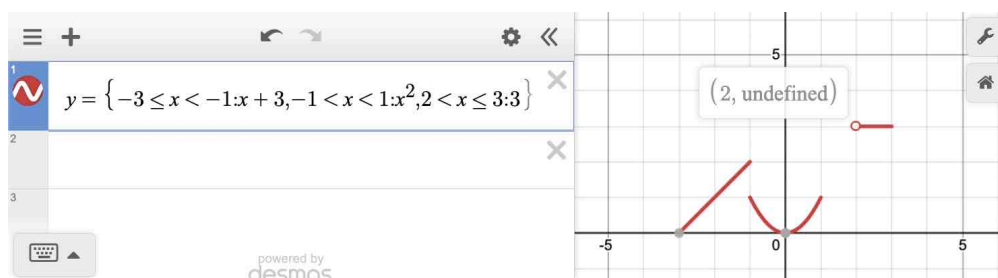 1
y = {−3 ≤ x < −1:x + 3,−1 < x < 1:x²,2 < x ≤ 3:3}
2
3
powered by
desmos
5
(2, undefined)
-5
0
5